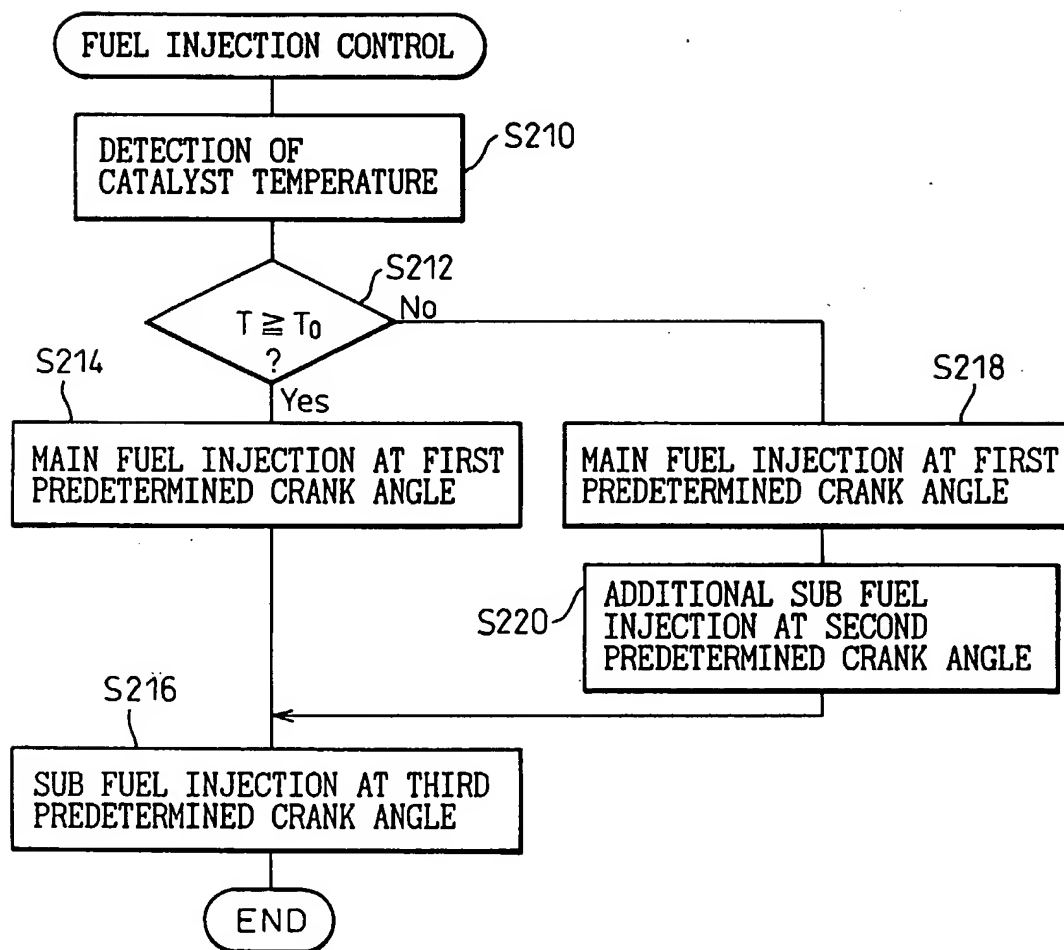 FUEL INJECTION CONTROL
DETECTION OF
CATALYST TEMPERATURE
S210
S212
T ≧ T0
?
No
Yes
S214
MAIN FUEL INJECTION AT FIRST
PREDETERMINED CRANK ANGLE
S218
MAIN FUEL INJECTION AT FIRST
PREDETERMINED CRANK ANGLE
S220
ADDITIONAL SUB FUEL
INJECTION AT SECOND
PREDETERMINED CRANK ANGLE
S216
SUB FUEL INJECTION AT THIRD
PREDETERMINED CRANK ANGLE
END